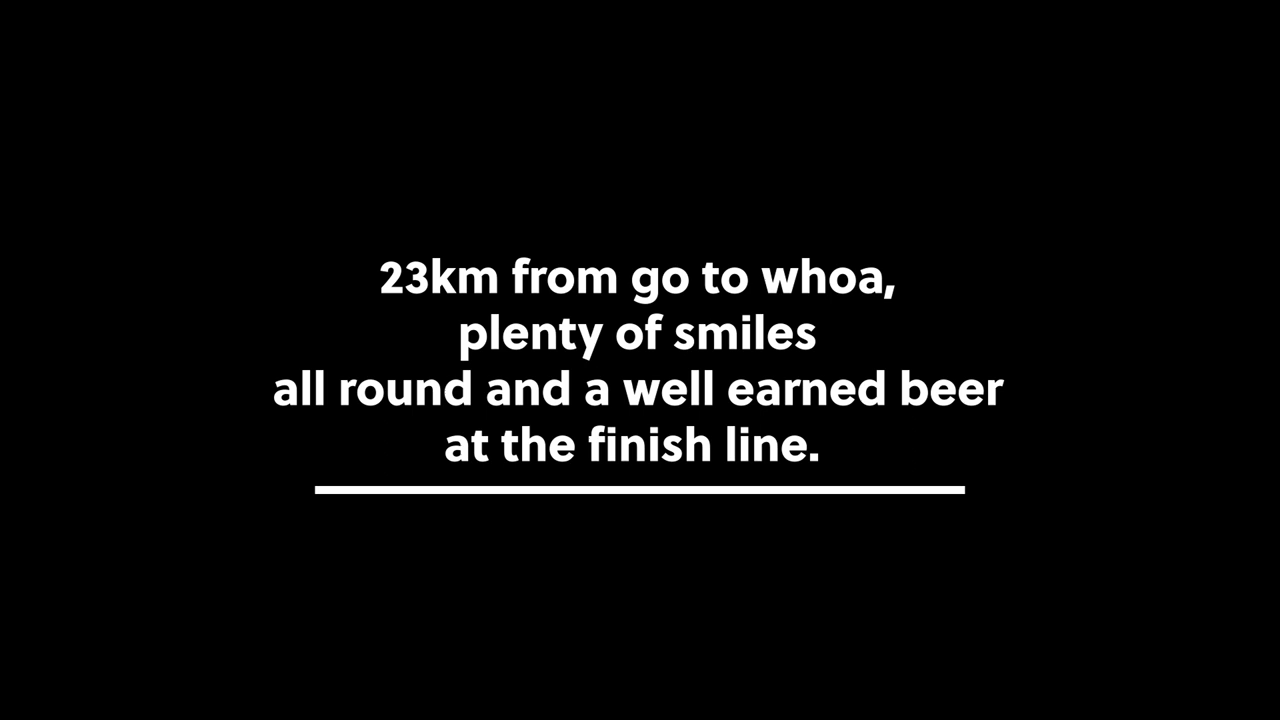 23km from go to whoa,
plenty of smiles
all round and a well earned beer
at the finish line.